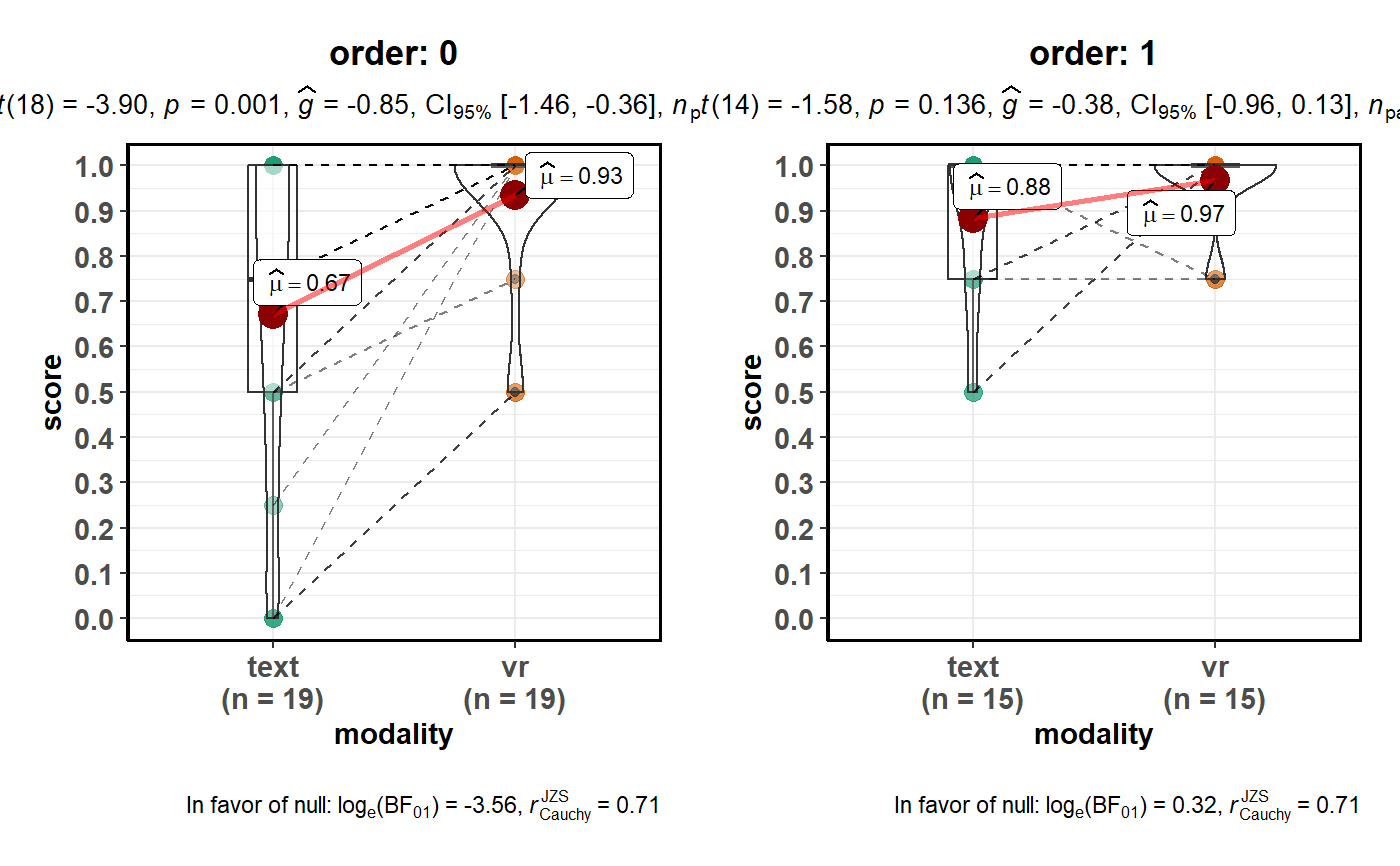 order: 0
t(18) = -3.90, p = 0.001, ĝ = -0.85, CI95% [-1.46, -0.36], np
1.0
0.9
0.8
0.7
0.6
0.5
0.4
0.3
0.2
0.1
0.0
score
μ̂ = 0.67
μ̂ = 0.93
text
(n = 19)
vr
(n = 19)
modality
In favor of null: loge(BF01) = -3.56, rJZSCauchy = 0.71
order: 1
t(14) = -1.58, p = 0.136, ĝ = -0.38, CI95% [-0.96, 0.13], npa
1.0
0.9
0.8
0.7
0.6
0.5
0.4
0.3
0.2
0.1
0.0
score
μ̂ = 0.88
μ̂ = 0.97
text
(n = 15)
vr
(n = 15)
modality
In favor of null: loge(BF01) = 0.32, rJZSCauchy = 0.71